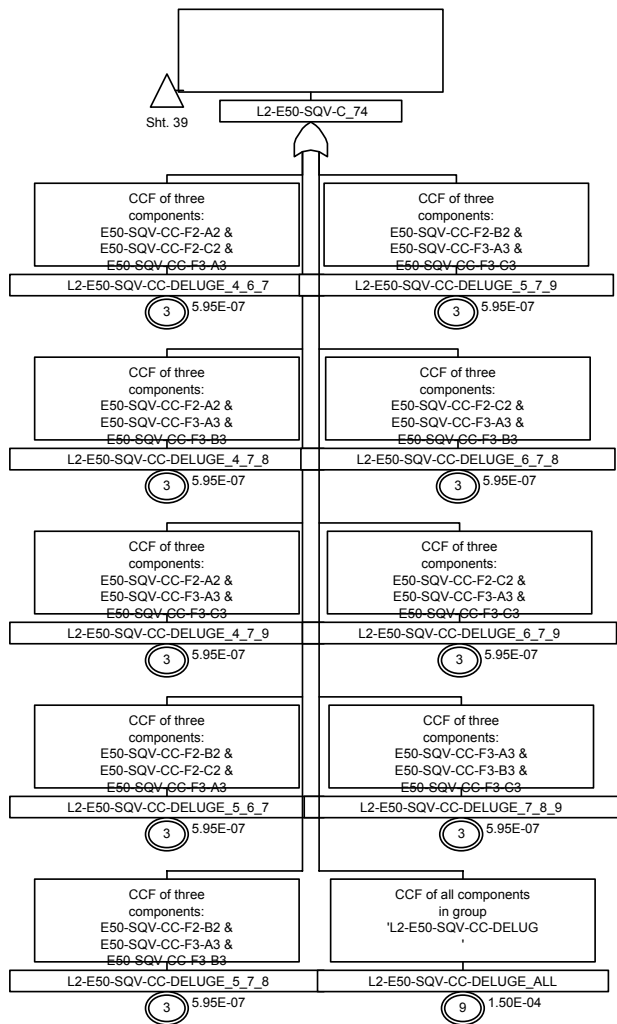 Sht. 39
L2-E50-SQV-C_74
CCF of three
components:
E50-SQV-CC-F2-A2 &
E50-SQV-CC-F2-C2 &
E50-SQV-CC-F3-A3
L2-E50-SQV-CC-DELUGE_4_6_7
3
5.95E-07
CCF of three
components:
E50-SQV-CC-F2-B2 &
E50-SQV-CC-F3-A3 &
E50-SQV-CC-F3-C3
L2-E50-SQV-CC-DELUGE_5_7_9
3
5.95E-07
CCF of three
components:
E50-SQV-CC-F2-A2 &
E50-SQV-CC-F3-A3 &
E50-SQV-CC-F3-B3
L2-E50-SQV-CC-DELUGE_4_7_8
3
5.95E-07
CCF of three
components:
E50-SQV-CC-F2-C2 &
E50-SQV-CC-F3-A3 &
E50-SQV-CC-F3-B3
L2-E50-SQV-CC-DELUGE_6_7_8
3
5.95E-07
CCF of three
components:
E50-SQV-CC-F2-A2 &
E50-SQV-CC-F3-A3 &
E50-SQV-CC-F3-C3
L2-E50-SQV-CC-DELUGE_4_7_9
3
5.95E-07
CCF of three
components:
E50-SQV-CC-F2-C2 &
E50-SQV-CC-F3-A3 &
E50-SQV-CC-F3-C3
L2-E50-SQV-CC-DELUGE_6_7_9
3
5.95E-07
CCF of three
components:
E50-SQV-CC-F2-B2 &
E50-SQV-CC-F2-C2 &
E50-SQV-CC-F3-A3
L2-E50-SQV-CC-DELUGE_5_6_7
3
5.95E-07
CCF of three
components:
E50-SQV-CC-F3-A3 &
E50-SQV-CC-F3-B3 &
E50-SQV-CC-F3-C3
L2-E50-SQV-CC-DELUGE_7_8_9
3
5.95E-07
CCF of three
components:
E50-SQV-CC-F2-B2 &
E50-SQV-CC-F3-A3 &
E50-SQV-CC-F3-B3
L2-E50-SQV-CC-DELUGE_5_7_8
3
5.95E-07
CCF of all components
in group
'L2-E50-SQV-CC-DELUG
'
L2-E50-SQV-CC-DELUGE_ALL
9
1.50E-04